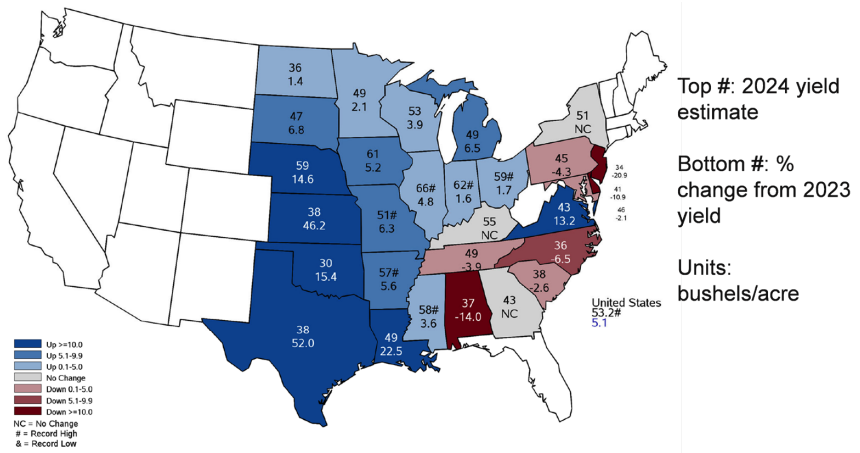 36
1.4
49
2.1
53
3.9
49
6.5
51
NC
47
6.8
61
5.2
59
14.6
66#
4.8
62#
1.6
59#
1.7
45
-4.3
34
-20.9
41
-10.9
46
-2.1
38
46.2
51#
6.3
55
NC
43
13.2
30
15.4
57#
5.6
49
-3.9
36
-6.5
38
-2.6
38
52.0
49
22.5
58#
3.6
37
-14.0
43
NC
United States
53.2#
5.1
Up >=10.0
Up 5.1-9.9
Up 0.1-5.0
No Change
Down 0.1-5.0
Down 5.1-9.9
Down >=10.0
NC = No Change
# = Record High
& = Record Low
Top #: 2024 yield
estimate
Bottom #: %
change from 2023
yield
Units:
bushels/acre